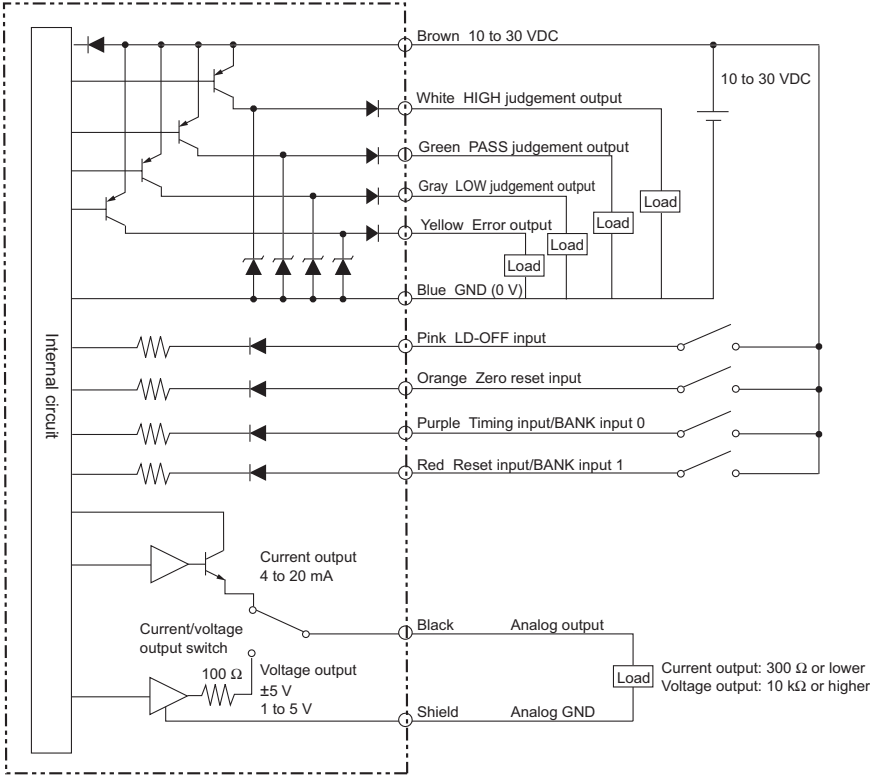 Brown 10 to 30 VDC
10 to 30 VDC
White HIGH judgement output
Green PASS judgement output
Gray LOW judgement output
Load
Load
Yellow Error output
Load
Load
Blue GND (0 V)
Internal circuit
Pink LD-OFF input
Orange Zero reset input
Purple Timing input/BANK input 0
Red Reset input/BANK input 1
Current output
4 to 20 mA
Current/voltage
output switch
Black Analog output
100 Ω
Voltage output
±5 V
1 to 5 V
Load
Current output: 300 Ω or lower
Voltage output: 10 kΩ or higher
Shield Analog GND